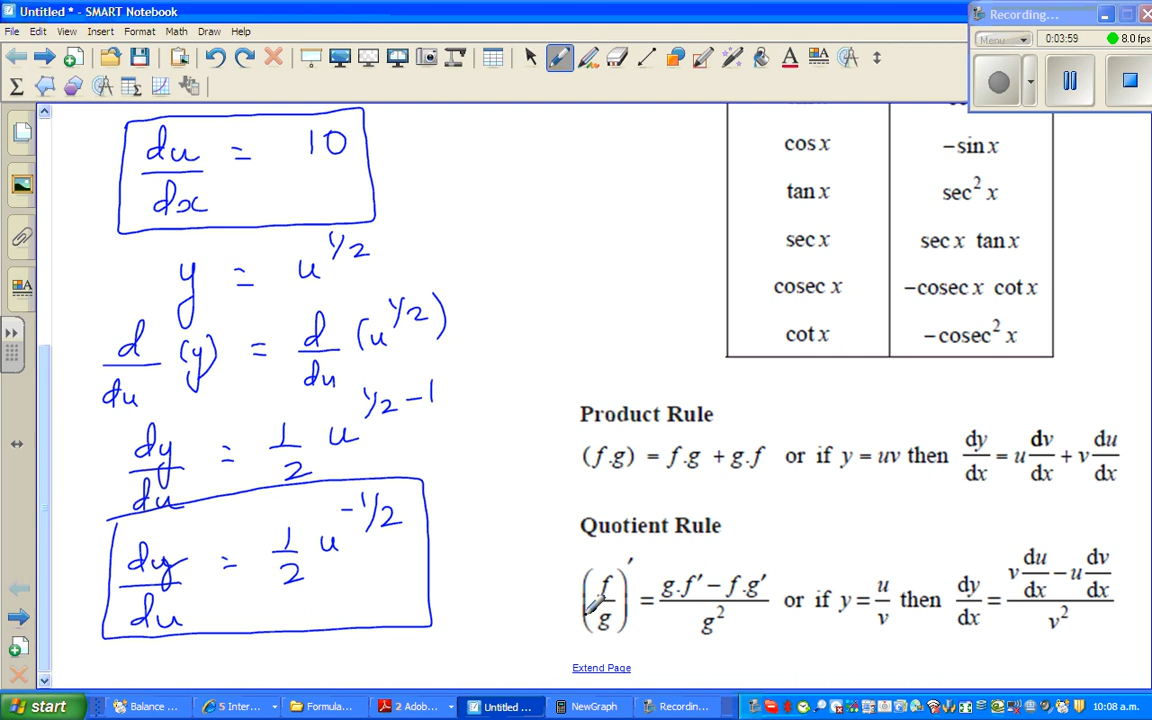 Untitled * - SMART Notebook
Recording...
File Edit View Insert Format Math Draw Help
Menu
0:03:59
8.0 fps
du/dx = 10
y = u^1/2
d/du (y) = d/du (u^1/2)
dy/du = 1/2 u^1/2 - 1
dy/du = 1/2 u^-1/2
cos x -sin x
tan x sec² x
sec x sec x tan x
cosec x -cosec x cot x
cot x -cosec² x
Product Rule
(f.g) = f.g + g.f or if y = uv then dy/dx = u dv/dx + v du/dx
Quotient Rule
(f/g)′ = g.f′ − f.g′/g² or if y = u/v then dy/dx = v du/dx − u dv/dx / v²
Extend Page
start
Balance ...
5 Inter...
Formula...
2 Adob...
Untitled ...
NewGraph
Recordin...
10:08 a.m.